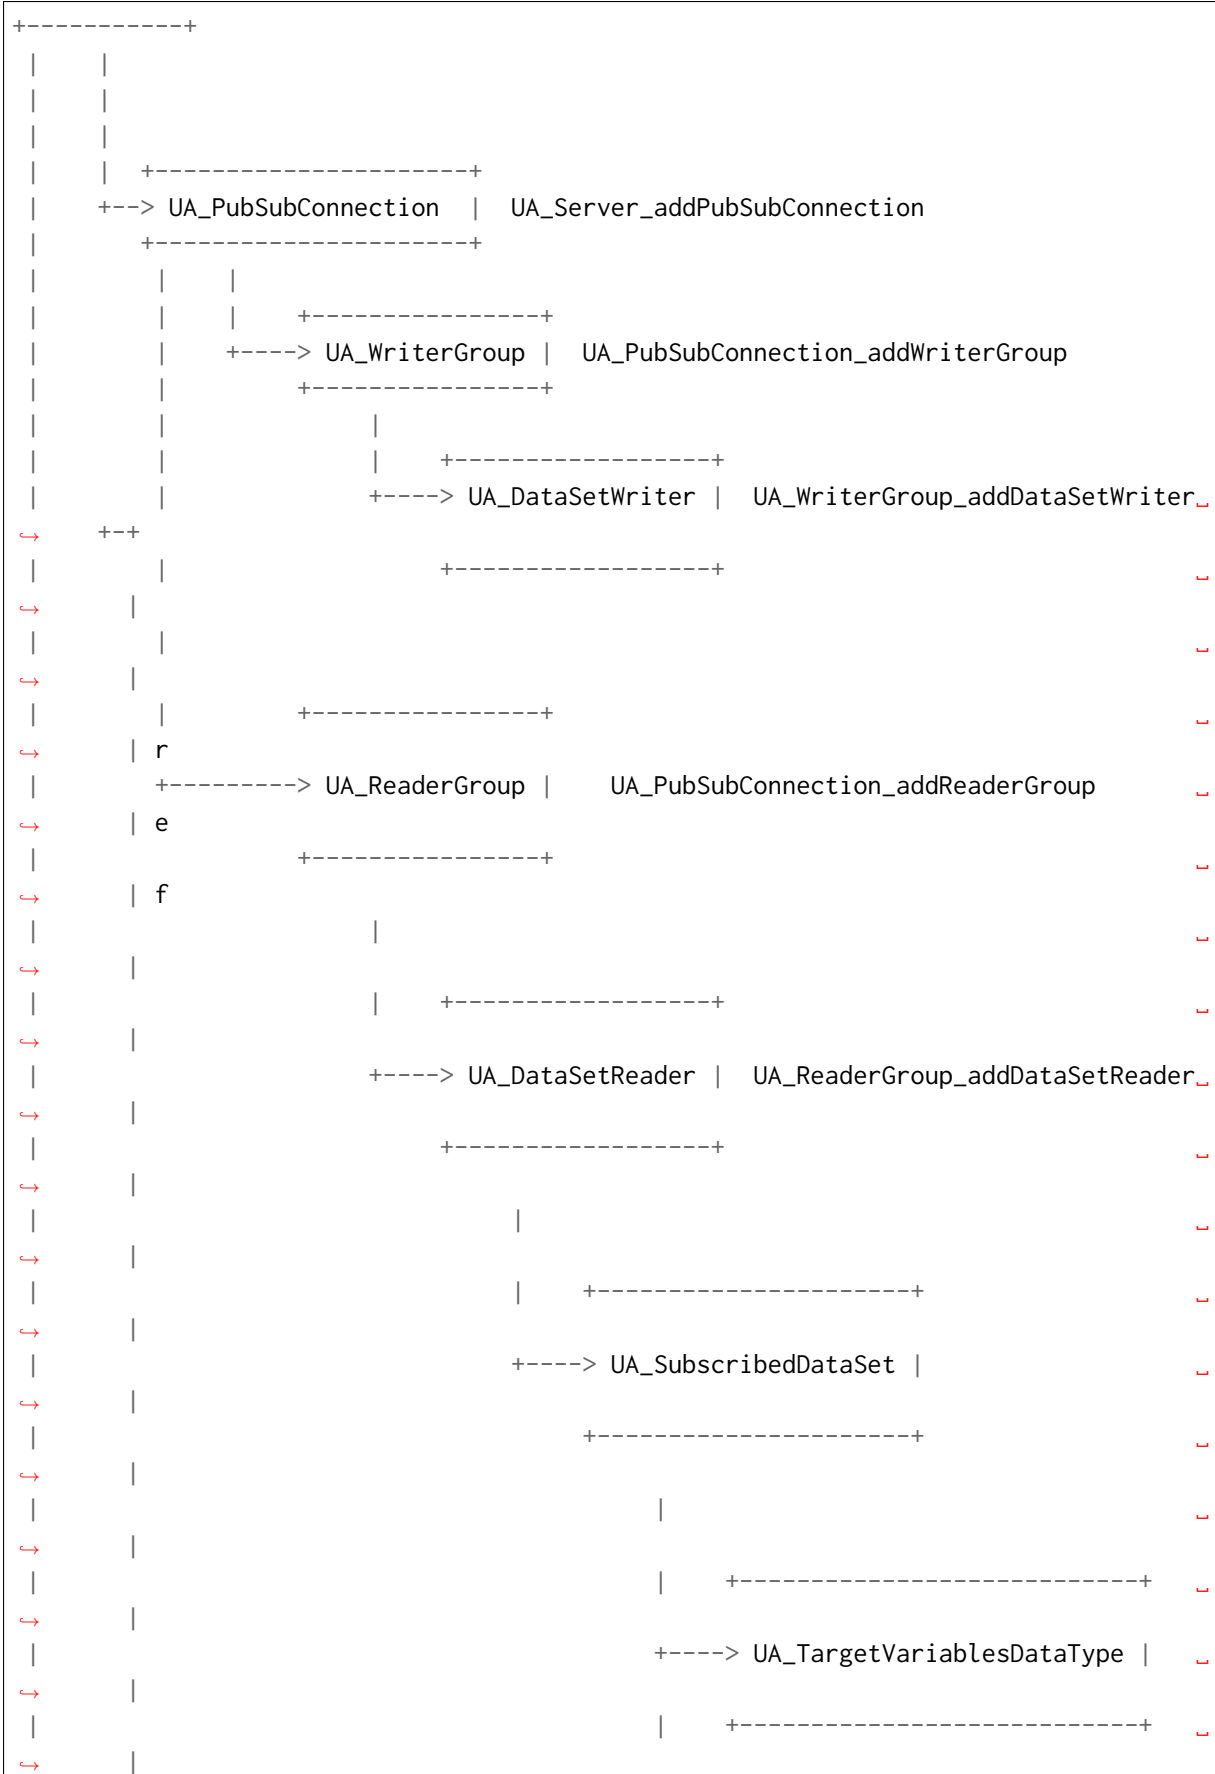 +-----------+
 |    |
 |    |
 |    |
 |    |  +----------------------+
 |    +--> UA_PubSubConnection  |  UA_Server_addPubSubConnection
 |       +----------------------+
 |        |    |
 |        |    |    +----------------+
 |        |    +----> UA_WriterGroup |  UA_PubSubConnection_addWriterGroup
 |        |         +----------------+
 |        |              |
 |        |              |    +------------------+
 |        |              +----> UA_DataSetWriter |  UA_WriterGroup_addDataSetWriter␣
↪    +-+
 |        |                   +------------------+                                 ␣
↪      |
 |        |                                                                        ␣
↪      |
 |        |         +----------------+                                             ␣
↪      | r
 |        +---------> UA_ReaderGroup |    UA_PubSubConnection_addReaderGroup       ␣
↪      | e
 |                  +----------------+                                             ␣
↪      | f
 |                       |                                                         ␣
↪      |
 |                       |    +------------------+                                 ␣
↪      |
 |                       +----> UA_DataSetReader |  UA_ReaderGroup_addDataSetReader␣
↪      |
 |                            +------------------+                                 ␣
↪      |
 |                                 |                                               ␣
↪      |
 |                                 |    +----------------------+                   ␣
↪      |
 |                                 +----> UA_SubscribedDataSet |                   ␣
↪      |
 |                                      +----------------------+                   ␣
↪      |
 |                                           |                                     ␣
↪      |
 |                                           |    +----------------------------+   ␣
↪      |
 |                                           +----> UA_TargetVariablesDataType |   ␣
↪      |
 |                                           |    +----------------------------+   ␣
↪      |